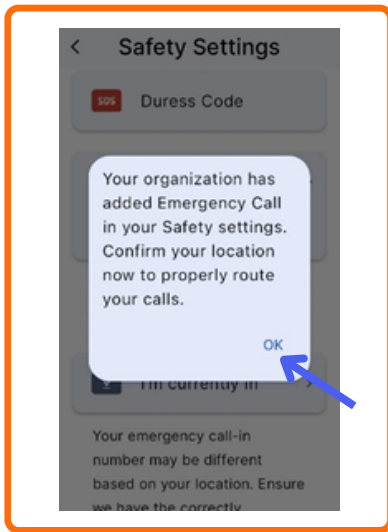 < Safety Settings
SOS Duress Code
Your organization has
added Emergency Call
in your Safety settings.
Confirm your location
now to properly route
your calls.
OK
I'm currently in
Your emergency call-in
number may be different
based on your location. Ensure
we have the correctly